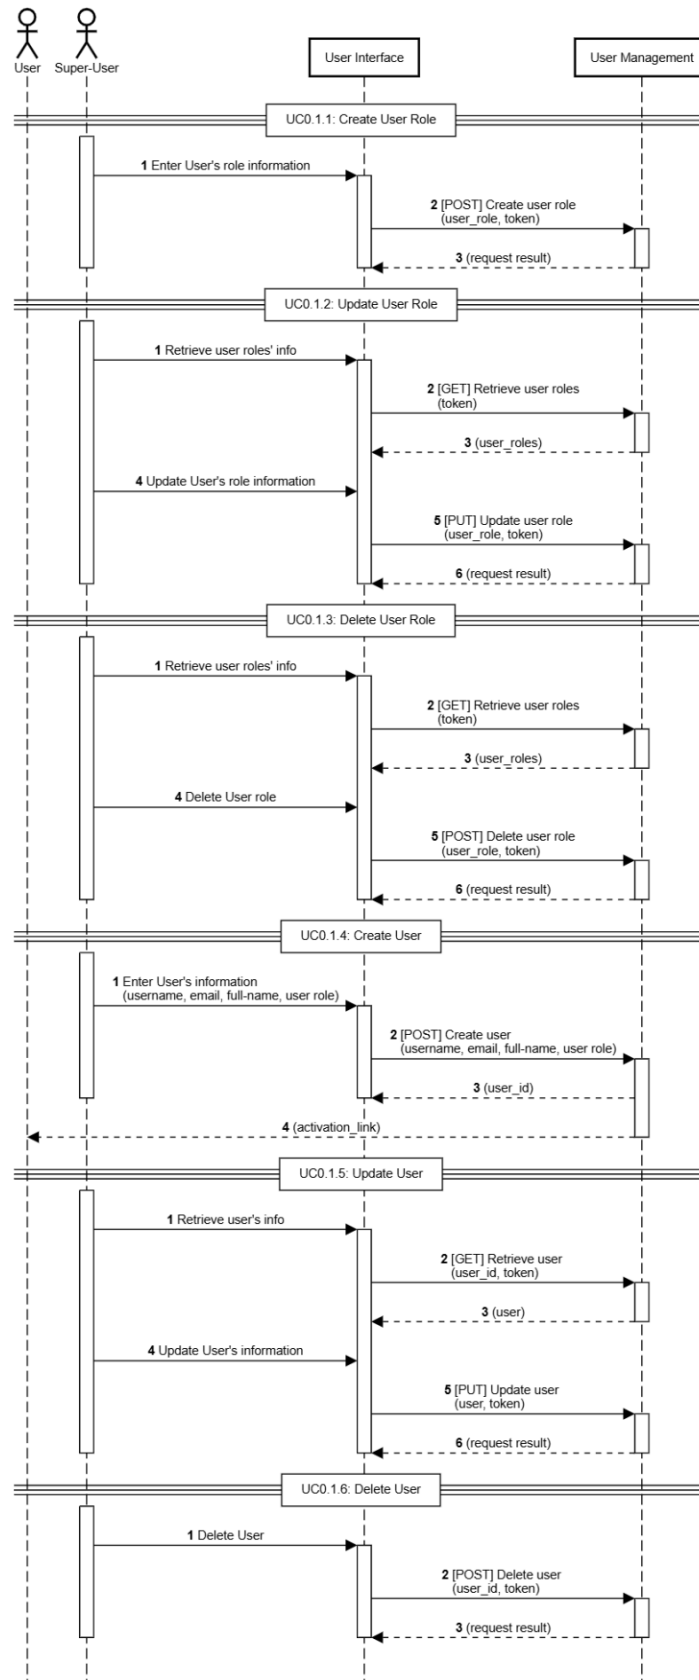 User
Super-User
User Interface
User Management
UC0.1.1: Create User Role
1 Enter User's role information
2 [POST] Create user role
(user_role, token)
3 (request result)
UC0.1.2: Update User Role
1 Retrieve user roles' info
2 [GET] Retrieve user roles
(token)
3 (user_roles)
4 Update User's role information
5 [PUT] Update user role
(user_role, token)
6 (request result)
UC0.1.3: Delete User Role
1 Retrieve user roles' info
2 [GET] Retrieve user roles
(token)
3 (user_roles)
4 Delete User role
5 [POST] Delete user role
(user_role, token)
6 (request result)
UC0.1.4: Create User
1 Enter User's information
(username, email, full-name, user role)
2 [POST] Create user
(username, email, full-name, user role)
3 (user_id)
4 (activation_link)
UC0.1.5: Update User
1 Retrieve user's info
2 [GET] Retrieve user
(user_id, token)
3 (user)
4 Update User's information
5 [PUT] Update user
(user, token)
6 (request result)
UC0.1.6: Delete User
1 Delete User
2 [POST] Delete user
(user_id, token)
3 (request result)